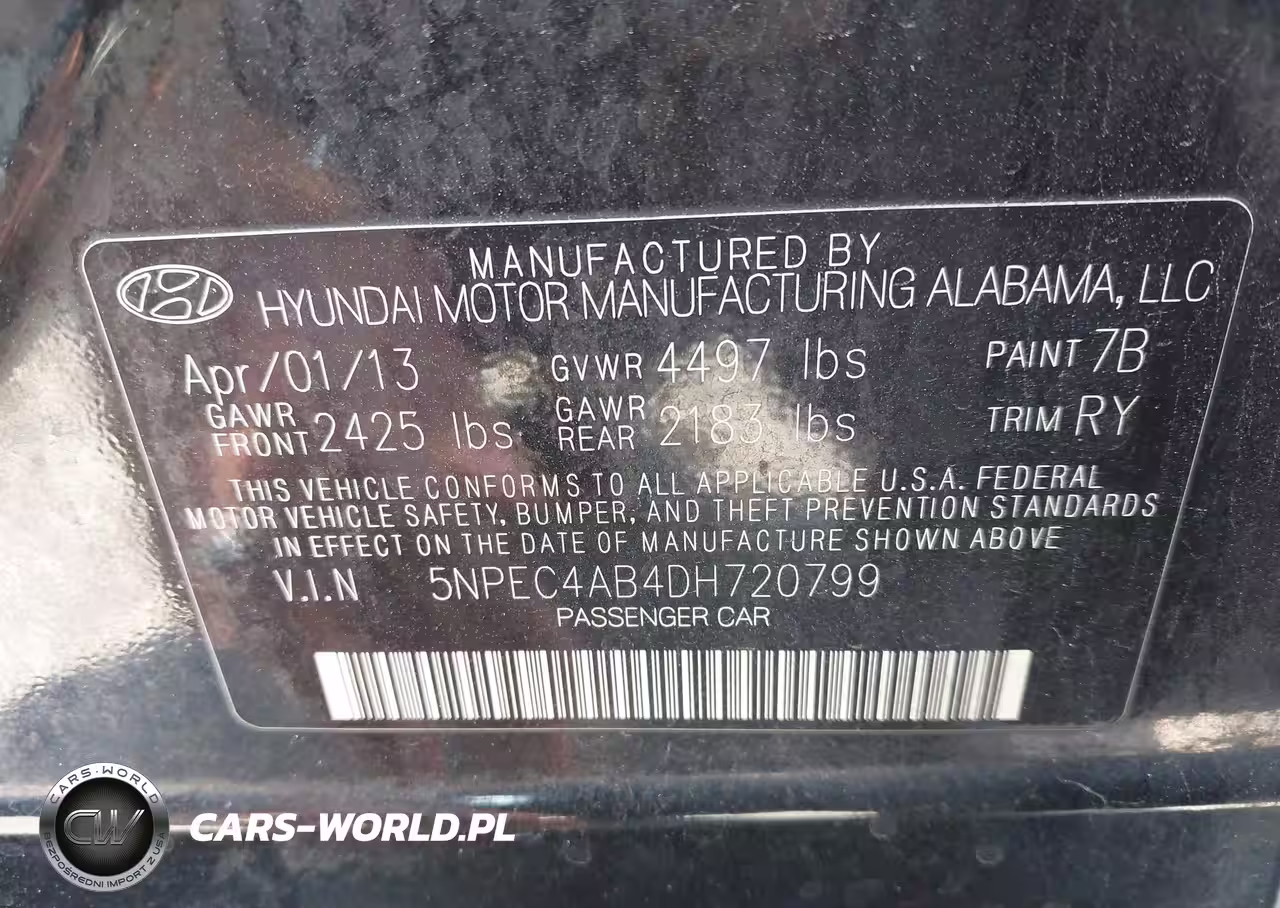 MANUFACTURED BY
HYUNDAI MOTOR MANUFACTURING ALABAMA, LLC
Apr/01/13 GVWR 4497 lbs PAINT 7B
GAWR FRONT 2425 lbs GAWR REAR 2183 lbs TRIM RY
THIS VEHICLE CONFORMS TO ALL APPLICABLE U.S.A. FEDERAL
MOTOR VEHICLE SAFETY, BUMPER, AND THEFT PREVENTION STANDARDS
IN EFFECT ON THE DATE OF MANUFACTURE SHOWN ABOVE
V.I.N 5NPEC4AB4DH720799
PASSENGER CAR
CARS-WORLD
CW
BEZPOŚREDNI IMPORT Z USA
CARS-WORLD.PL